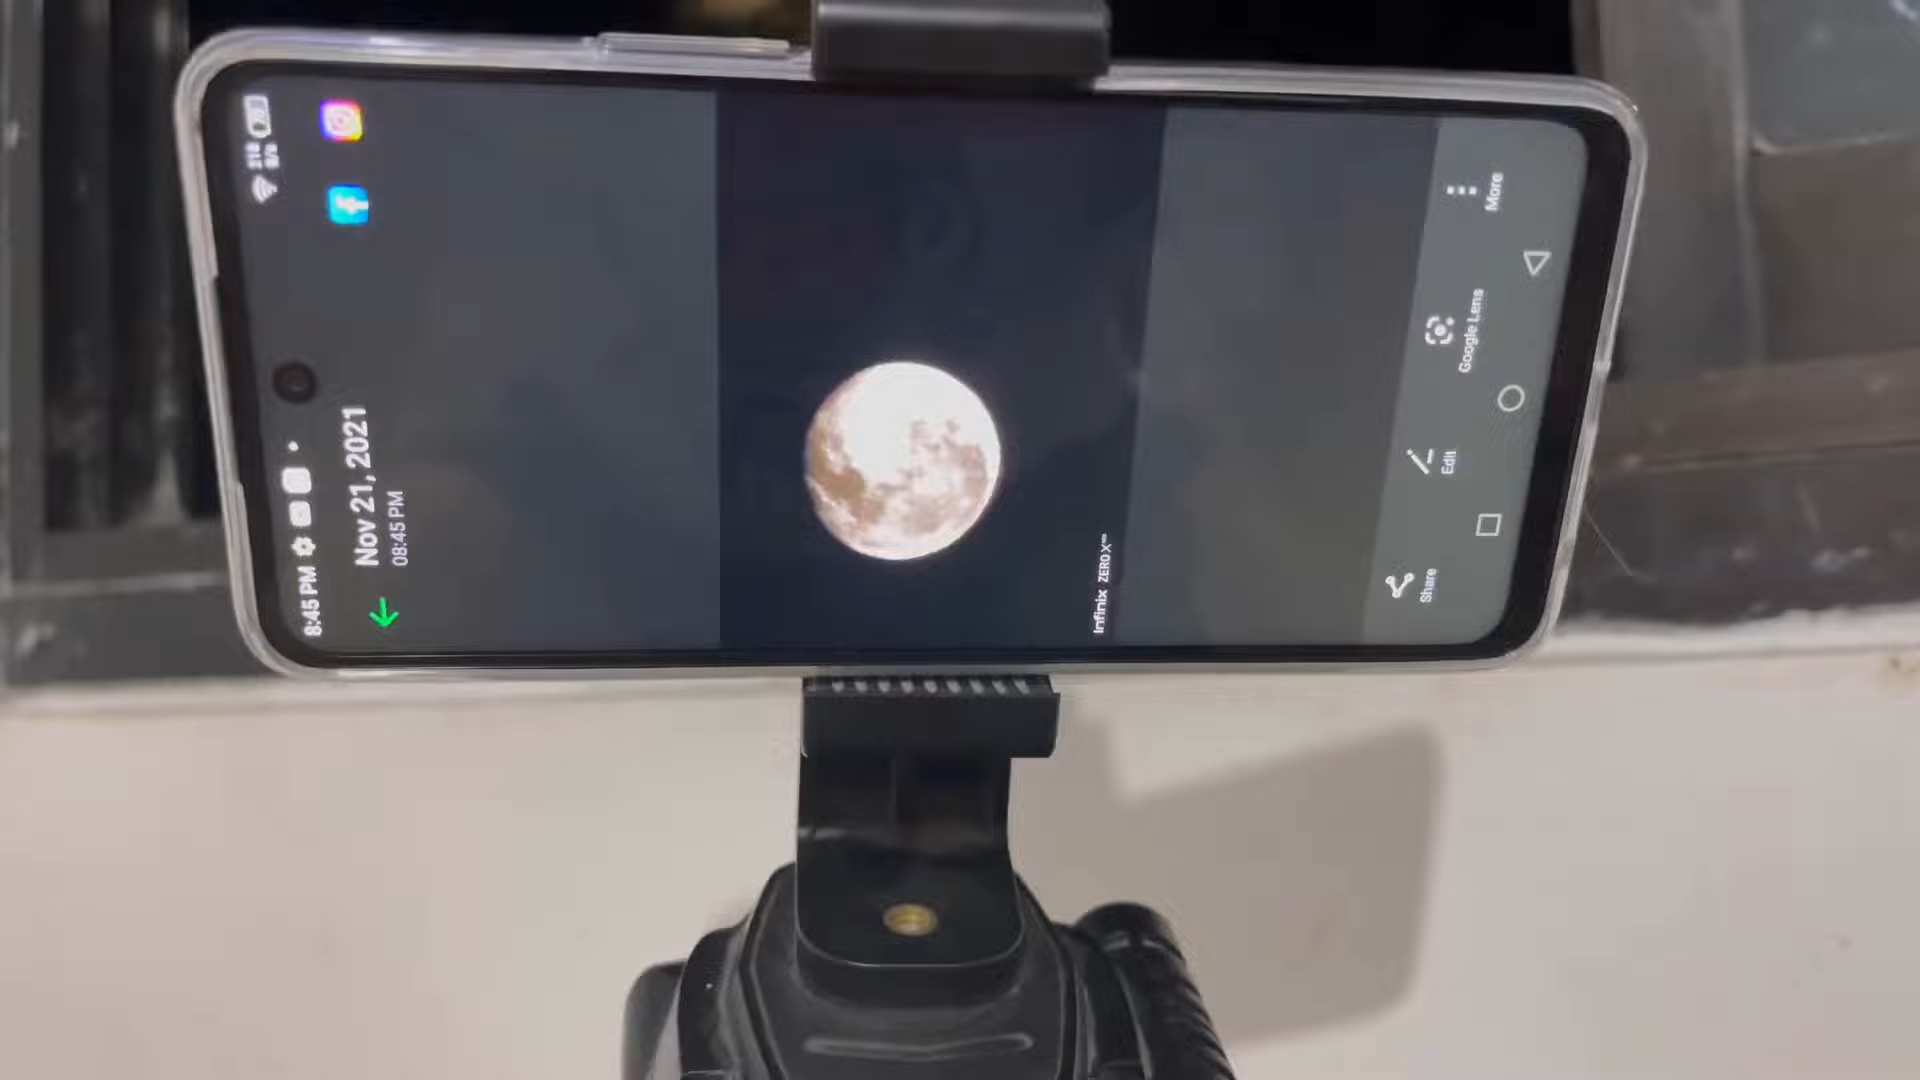 8:45 PM
Nov 21, 2021
08:45 PM
Infinix ZERO X
Share
Edit
Google Lens
More